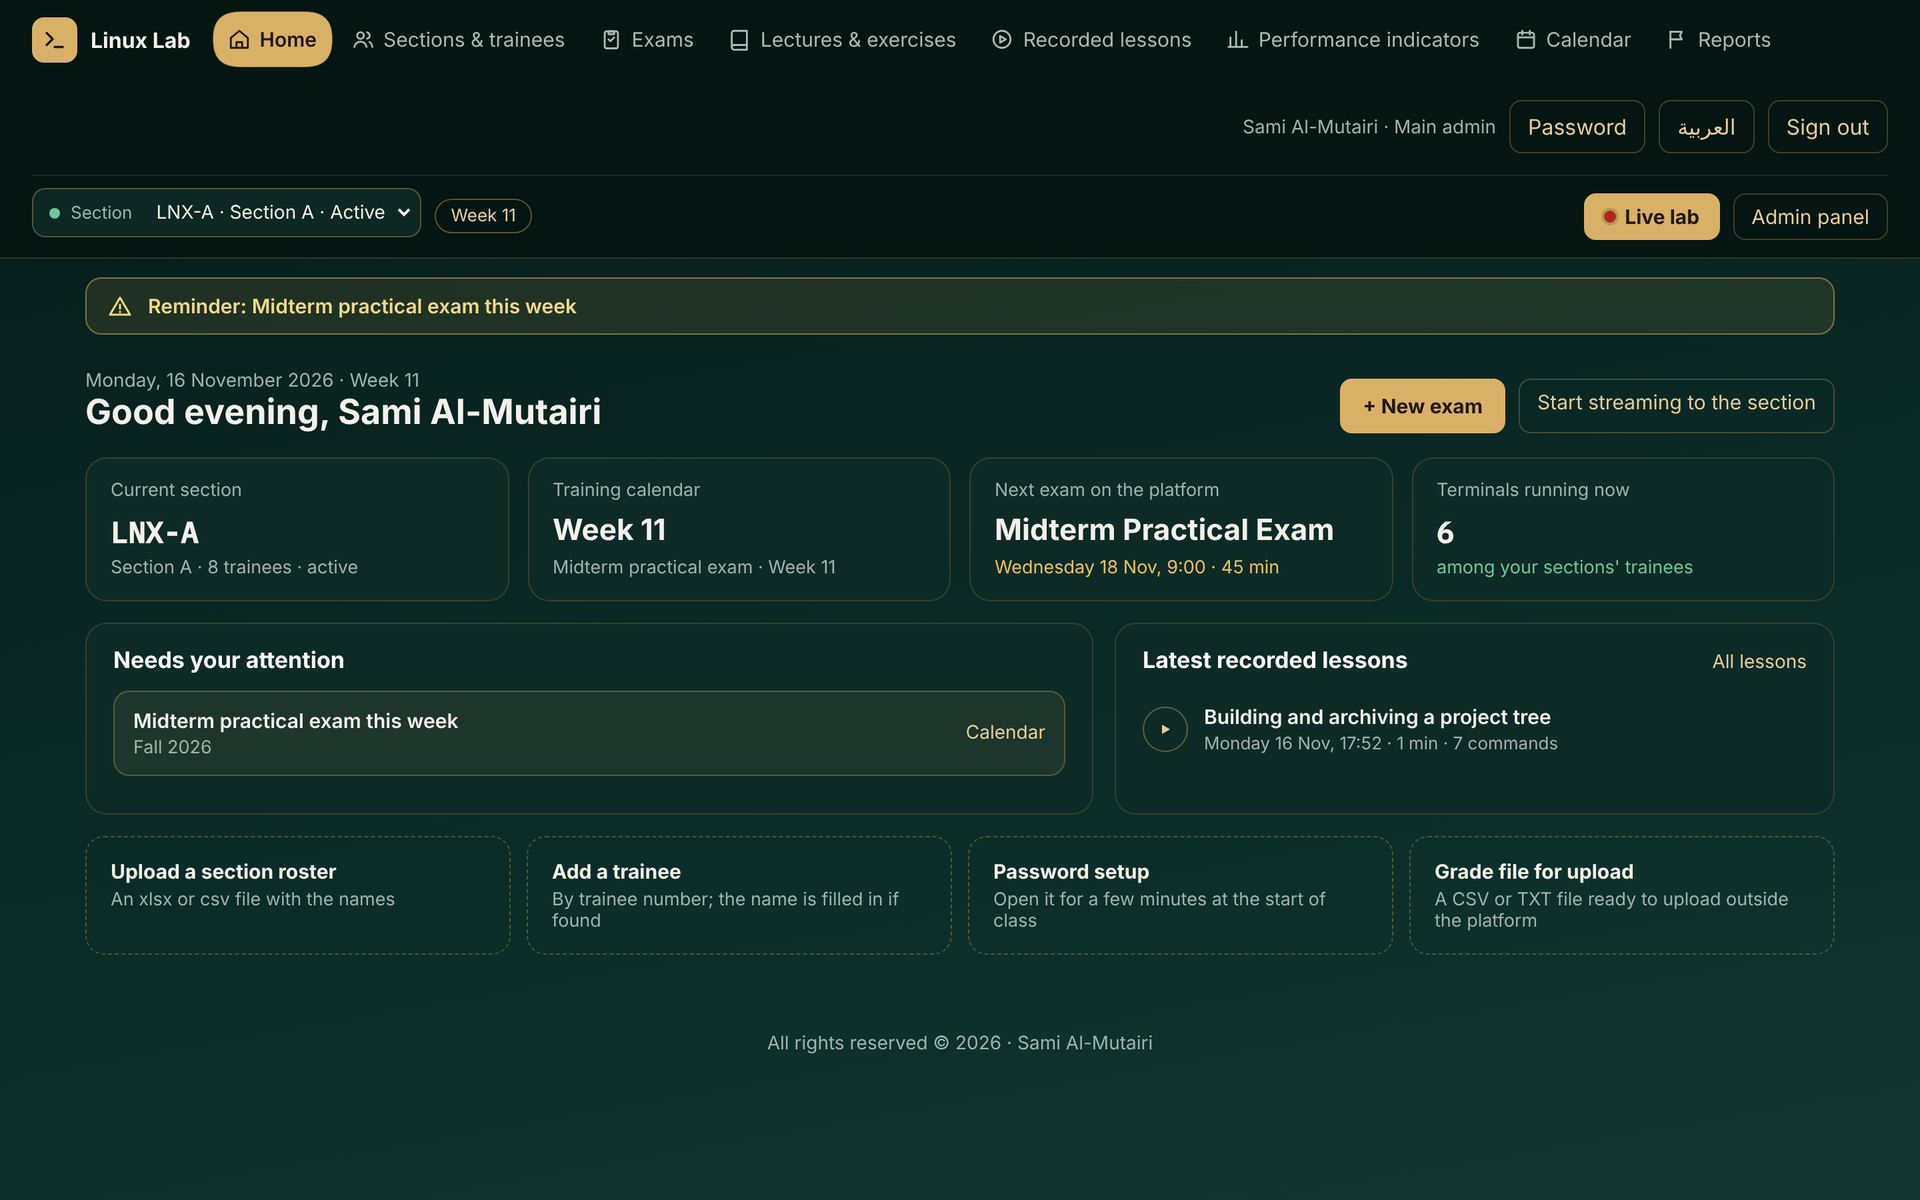 Linux Lab
Home
Sections & trainees
Exams
Lectures & exercises
Recorded lessons
Performance indicators
Calendar
Reports
Sami Al-Mutairi · Main admin
Password
العربية
Sign out
Section
LNX-A · Section A · Active
Week 11
Live lab
Admin panel
Reminder: Midterm practical exam this week
Monday, 16 November 2026 · Week 11
Good evening, Sami Al-Mutairi
+ New exam
Start streaming to the section
Current section
LNX-A
Section A · 8 trainees · active
Training calendar
Week 11
Midterm practical exam · Week 11
Next exam on the platform
Midterm Practical Exam
Wednesday 18 Nov, 9:00 · 45 min
Terminals running now
6
among your sections' trainees
Needs your attention
Midterm practical exam this week
Fall 2026
Calendar
Latest recorded lessons
All lessons
Building and archiving a project tree
Monday 16 Nov, 17:52 · 1 min · 7 commands
Upload a section roster
An xlsx or csv file with the names
Add a trainee
By trainee number; the name is filled in if
found
Password setup
Open it for a few minutes at the start of
class
Grade file for upload
A CSV or TXT file ready to upload outside
the platform
All rights reserved © 2026 · Sami Al-Mutairi